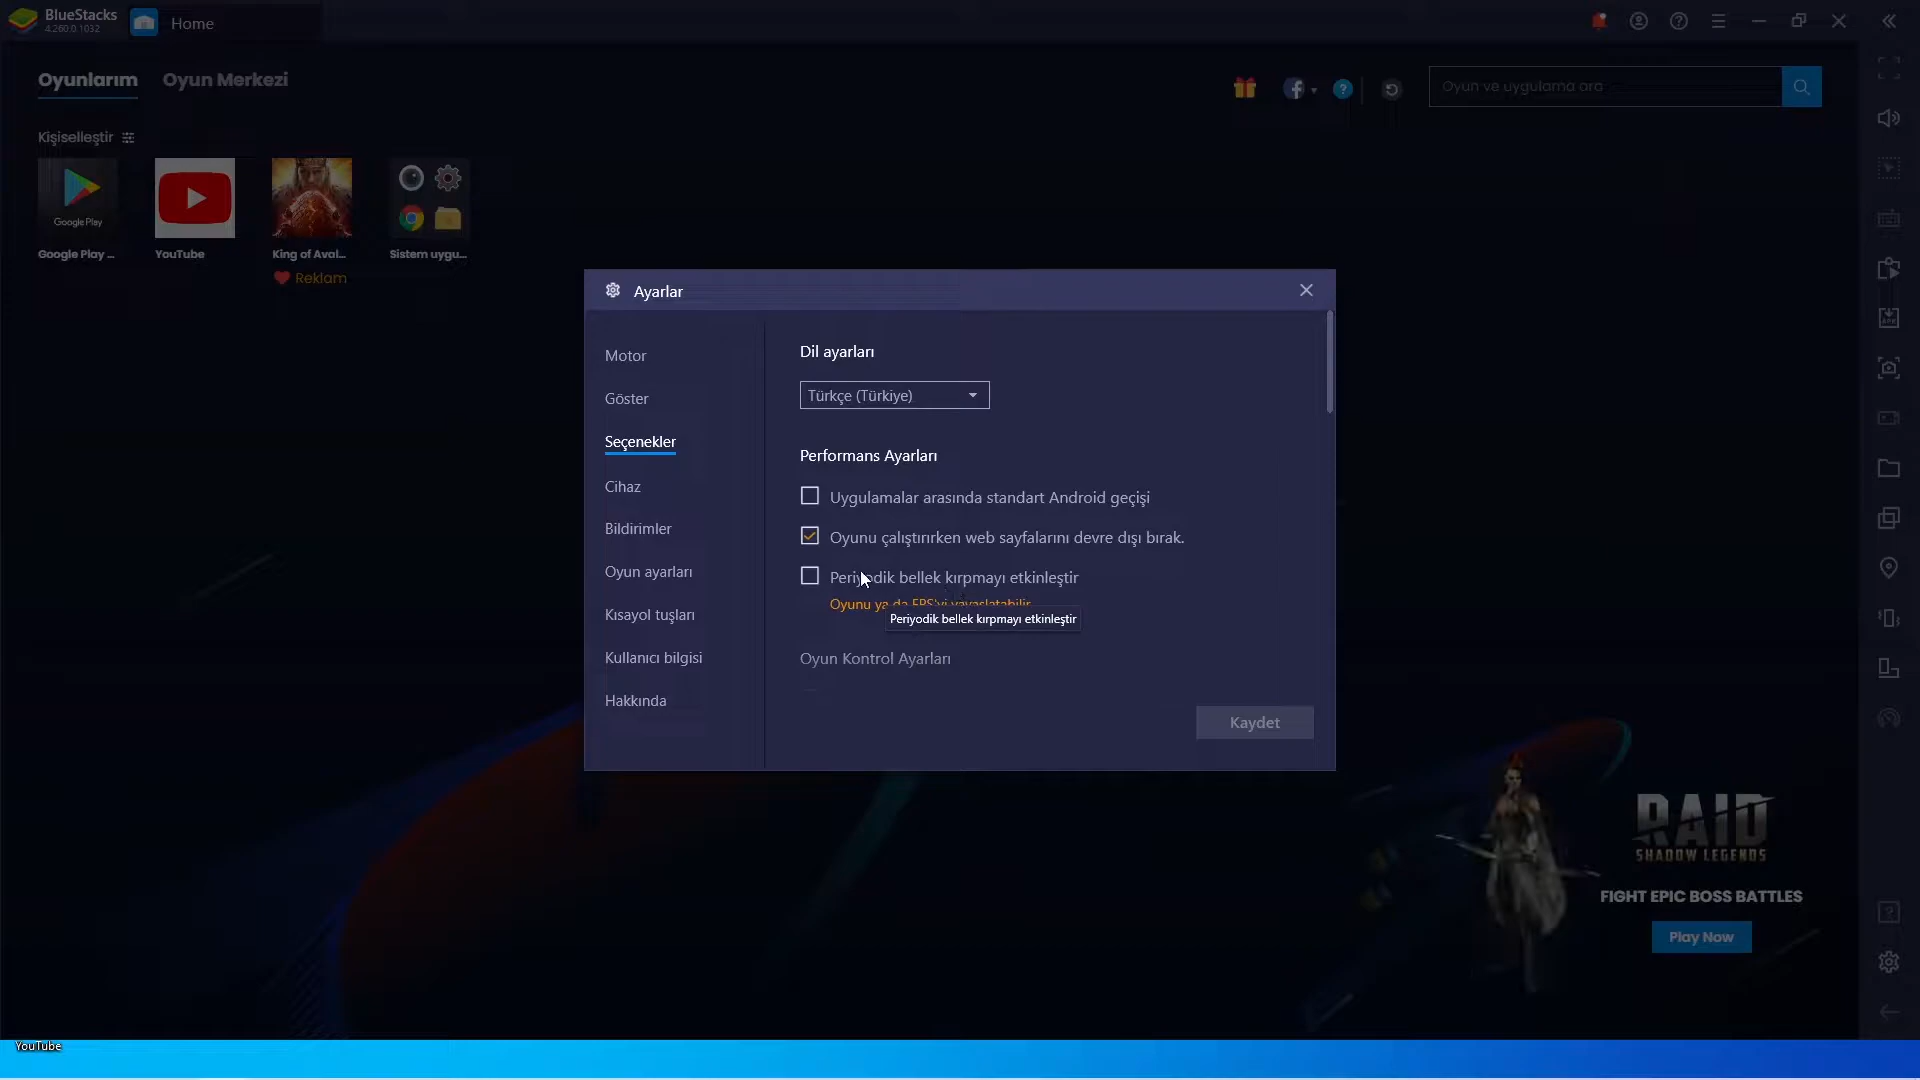 BlueStacks
4.260.0.1032
Home
Oyunlarım
Oyun Merkezi
Oyun ve uygulama ara
Kişiselleştir
Google Play
Google Play ...
YouTube
King of Aval...
Sistem uygu...
Reklam
Ayarlar
Motor
Göster
Seçenekler
Cihaz
Bildirimler
Oyun ayarları
Kısayol tuşları
Kullanıcı bilgisi
Hakkında
Dil ayarları
Türkçe (Türkiye)
Performans Ayarları
Uygulamalar arasında standart Android geçişi
Oyunu çalıştırırken web sayfalarını devre dışı bırak.
Periyodik bellek kırpmayı etkinleştir
Oyunu ya da FPS'yi yavaşlatabilir
Periyodik bellek kırpmayı etkinleştir
Oyun Kontrol Ayarları
Kaydet
RAID
SHADOW LEGENDS
FIGHT EPIC BOSS BATTLES
Play Now
YouTube